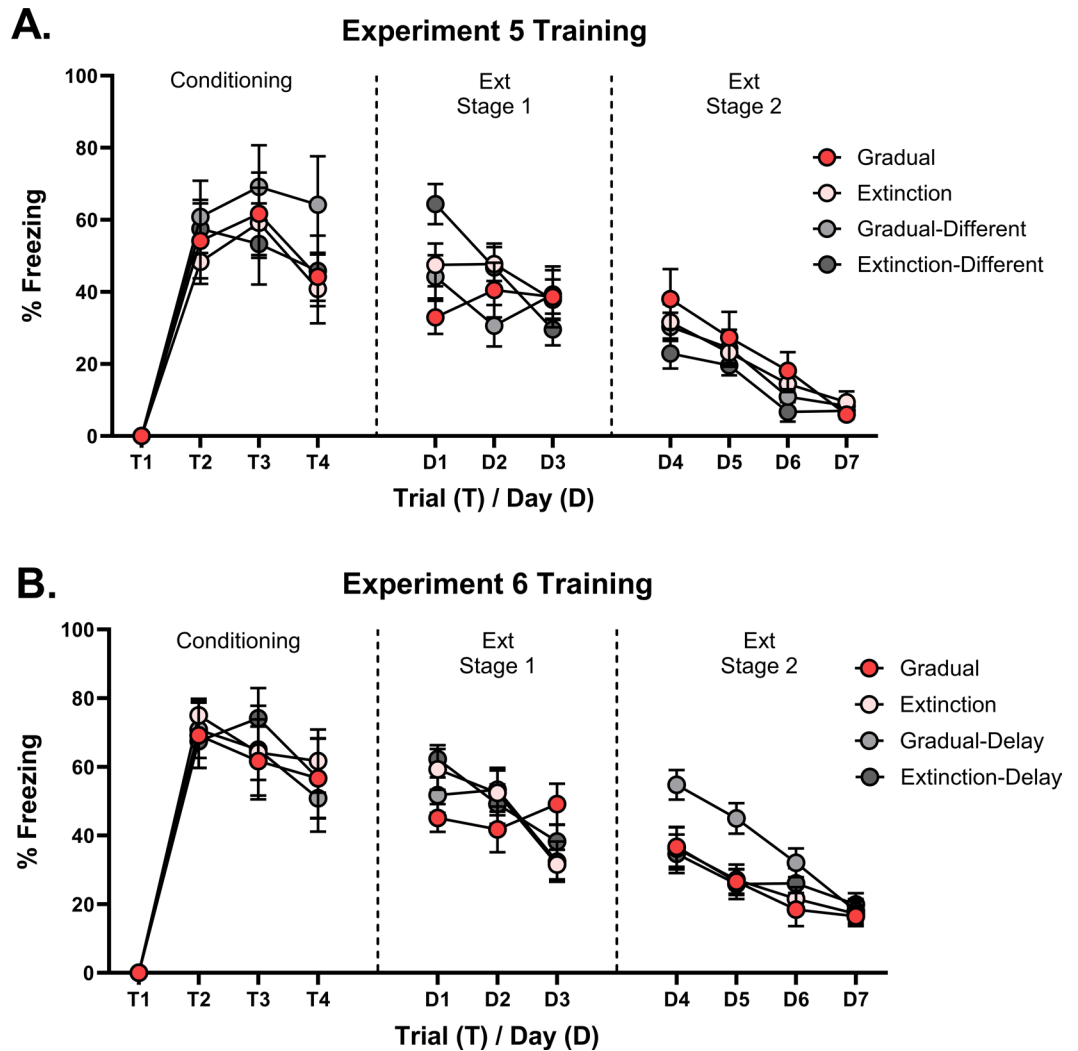 A.
Experiment 5 Training
Conditioning
Ext
Stage 1
Ext
Stage 2
100
80
60
40
20
0
% Freezing
T1 T2 T3 T4 D1 D2 D3 D4 D5 D6 D7
Trial (T) / Day (D)
Gradual
Extinction
Gradual-Different
Extinction-Different
B.
Experiment 6 Training
Conditioning
Ext
Stage 1
Ext
Stage 2
100
80
60
40
20
0
% Freezing
T1 T2 T3 T4 D1 D2 D3 D4 D5 D6 D7
Trial (T) / Day (D)
Gradual
Extinction
Gradual-Delay
Extinction-Delay